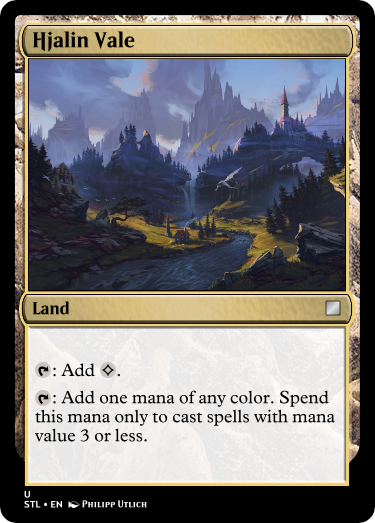 Hjalin Vale
Land
: Add .
: Add one mana of any color. Spend
this mana only to cast spells with mana
value 3 or less.
U
STL • EN Philipp Utlich